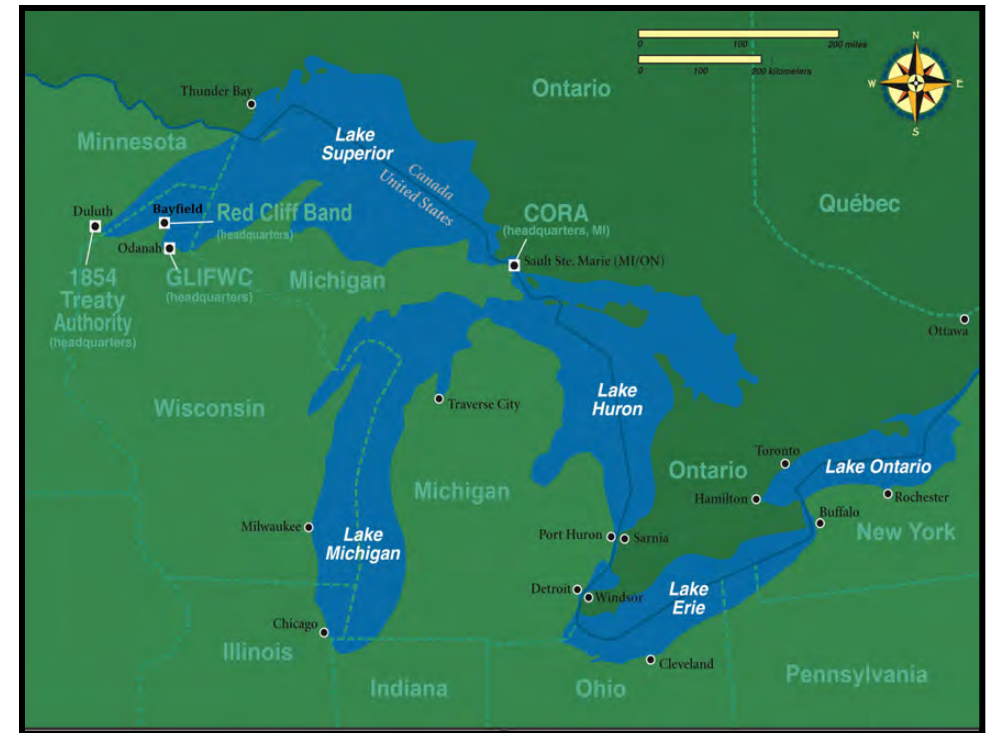 0 100 200 miles
0 100 200 kilometers
N
W E
S
Ontario
Thunder Bay
Minnesota
Lake
Superior
Canada
United States
Québec
Duluth
Bayfield
Red Cliff Band
(headquarters)
CORA
(headquarters, MI)
Odanah
Sault Ste. Marie (MI/ON)
1854
Treaty
Authority
(headquarters)
GLIFWC
(headquarters)
Michigan
Ottawa
Wisconsin
Traverse City
Lake
Huron
Toronto
Lake Ontario
Ontario
Michigan
Hamilton
Rochester
Buffalo
Milwaukee
Lake
Michigan
Port Huron
Sarnia
New York
Detroit
Windsor
Lake
Erie
Chicago
Illinois
Cleveland
Indiana
Ohio
Pennsylvania